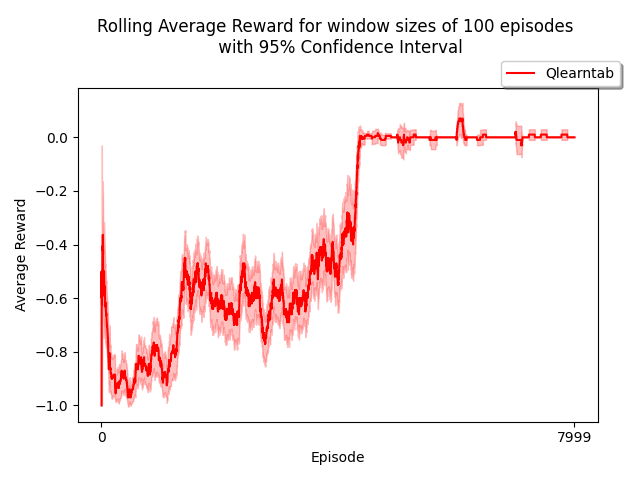 Rolling Average Reward for window sizes of 100 episodes
with 95% Confidence Interval
Qlearntab
0.0
−0.2
−0.4
−0.6
−0.8
−1.0
Average Reward
0
7999
Episode